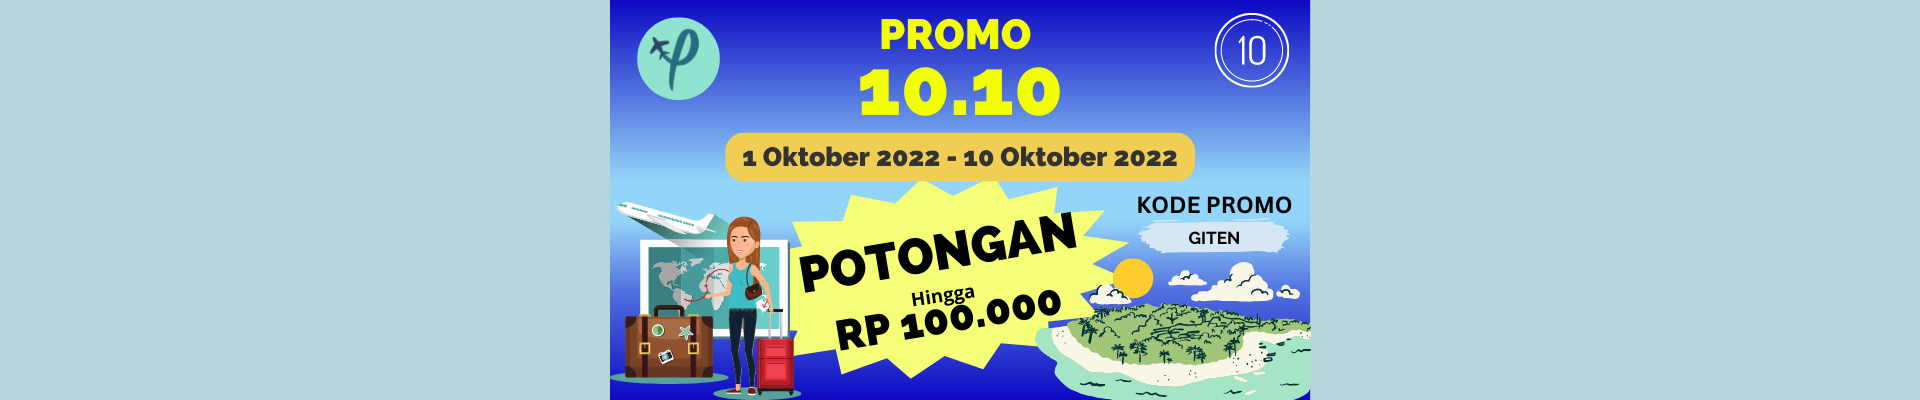 PROMO
10.10
10
1 Oktober 2022 - 10 Oktober 2022
KODE PROMO
GITEN
POTONGAN
Hingga
RP 100.000